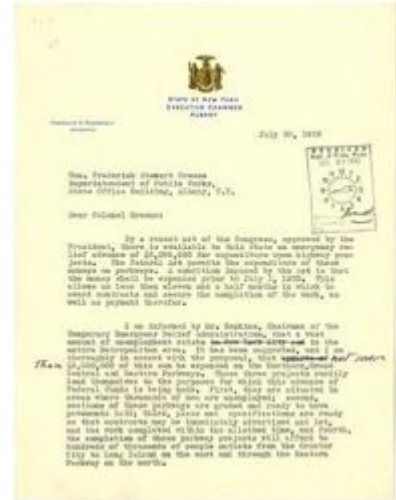 STATE OF NEW YORK
EXECUTIVE CHAMBER
ALBANY
July 20, 1932
Hon. Frederick Stewart Greene
Superintendent of Public Works,
State Office Building, Albany, N.Y.
Dear Colonel Greene:
By a recent act of the Congress, approved by the
President, there is available to this State an emergency re-
lief advance of for expenditure upon highway pro-
jects. The Federal Act permits the expenditure of these
moneys on parkways. A condition imposed by the act is that
the money shall be expended prior to July 1, 1933. This
allows us less than eleven and a half months in which to
award contracts and secure the completion of the work, as
well as payment therefor.
I am informed by Mr. Hopkins, Chairman of the
Temporary Emergency Relief Administration, that a vast
amount of unemployment exists in the
entire Metropolitan area. It has been suggested, and I am
thoroughly in accord with the proposal, that
of this sum be expended on the Northern, Grand
Central and Eastern Parkways. These three projects easily
lend themselves to the purposes for which this advance of
Federal Funds is being made. First, they are situated in
areas where thousands of men are unemployed; second,
sections of these parkways are graded and ready to have
pavements laid; third, plans and specifications are ready
so that contracts may be immediately advertised and let,
and the work completed within the allotted time, and fourth,
the completion of these parkway projects will afford to
hundreds of thousands of people outlets from the Greater
City to Long Island on the east and through the Eastern
Parkway on the north.